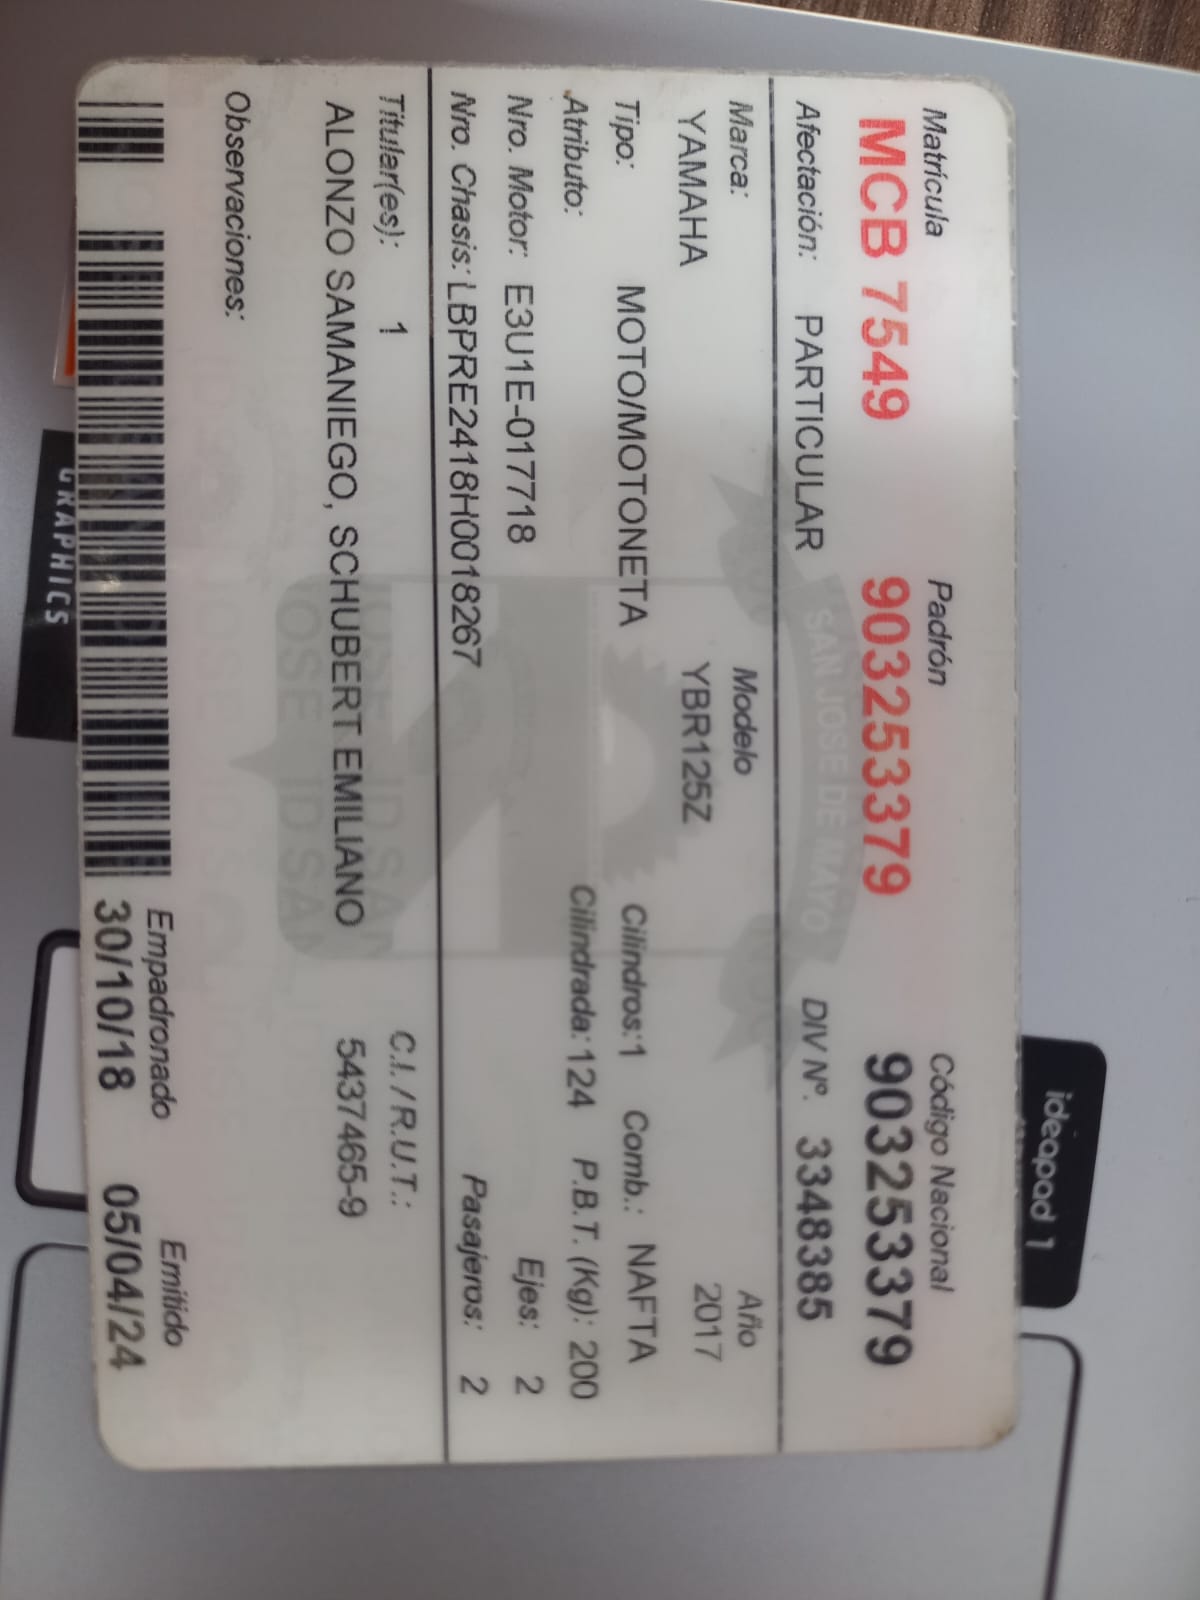 Matrícula Padrón Código Nacional
MCB 7549 903253379 903253379
Afectación: PARTICULAR DIV Nº. 3348385
Marca: Modelo Año
YAMAHA YBR125Z 2017
Tipo: MOTO/MOTONETA Cilindros:1 Comb.: NAFTA
Atributo: Cilindrada:124 P.B.T. (Kg): 200
Nro. Motor: E3U1E-017718 Ejes: 2
Nro. Chasis: LBPRE2418H0018267 Pasajeros: 2
Titular(es): 1 C.I. / R.U.T.:
ALONZO SAMANIEGO, SCHUBERT EMILIANO 5437465-9
Observaciones:
Empadronado Emitido
30/10/18 05/04/24
SAN JOSE DE MAYO
ideapad 1
GRAPHICS